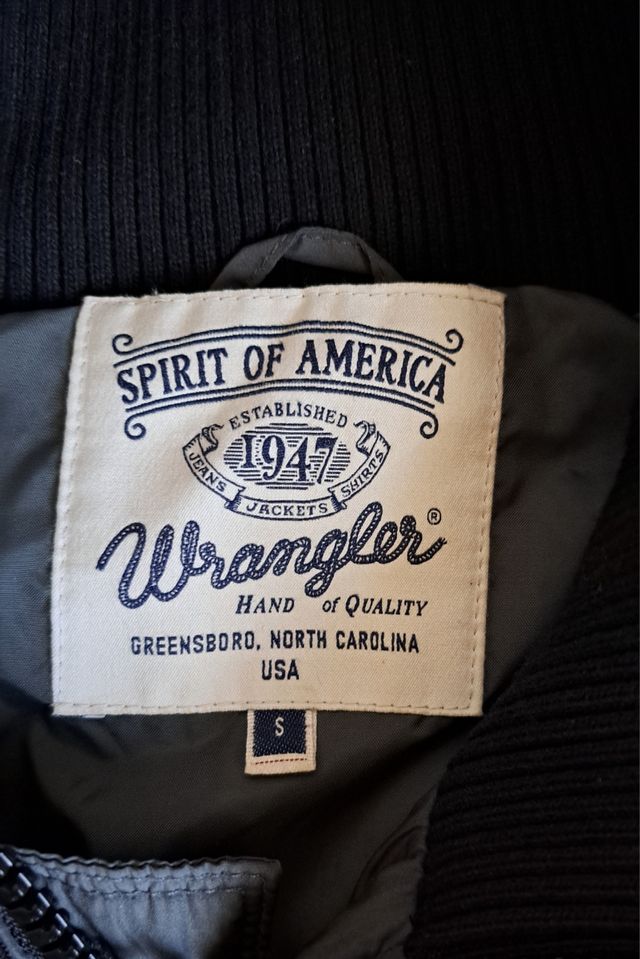 SPIRIT OF AMERICA
ESTABLISHED
1947
JEANS JACKETS SHIRTS
Wrangler®
HAND OF QUALITY
GREENSBORO, NORTH CAROLINA
USA
S